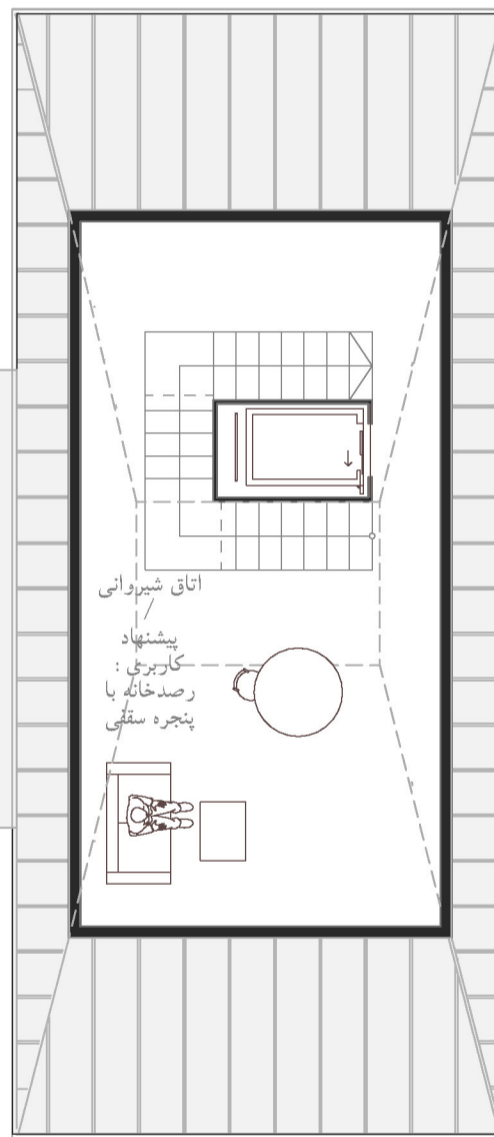 اتاق شیروانی
/
پیشنهاد
کاربری :
رصدخانه با
پنجره سقفی